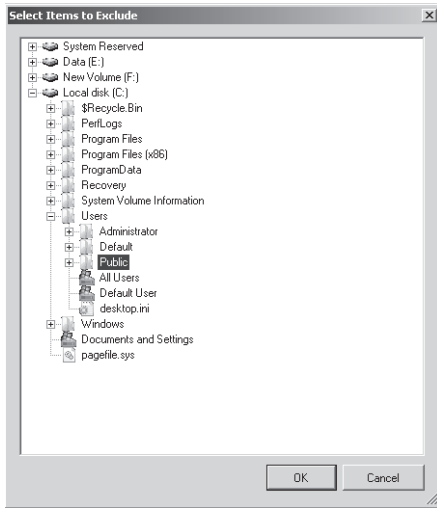 Select Items to Exclude
System Reserved
Data (E:)
New Volume (F:)
Local disk (C:)
$Recycle.Bin
PerfLogs
Program Files
Program Files (x86)
ProgramData
Recovery
System Volume Information
Users
Administrator
Default
Public
All Users
Default User
desktop.ini
Windows
Documents and Settings
pagefile.sys
OK Cancel